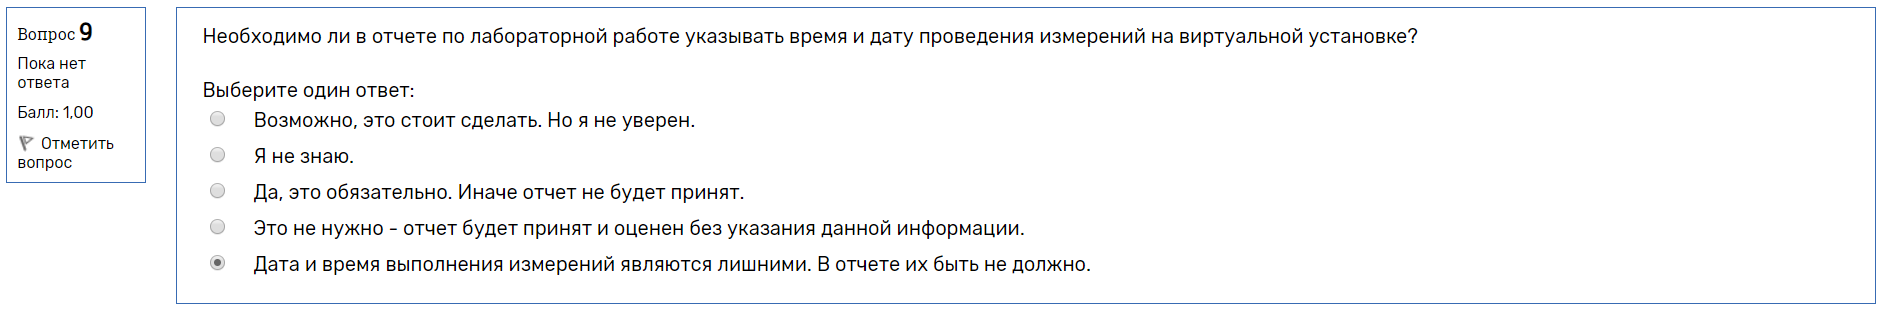 Вопрос 9
Пока нет
ответа
Балл: 1,00
Отметить
вопрос
Необходимо ли в отчете по лабораторной работе указывать время и дату проведения измерений на виртуальной установке?
Выберите один ответ:
Возможно, это стоит сделать. Но я не уверен.
Я не знаю.
Да, это обязательно. Иначе отчет не будет принят.
Это не нужно - отчет будет принят и оценен без указания данной информации.
Дата и время выполнения измерений являются лишними. В отчете их быть не должно.